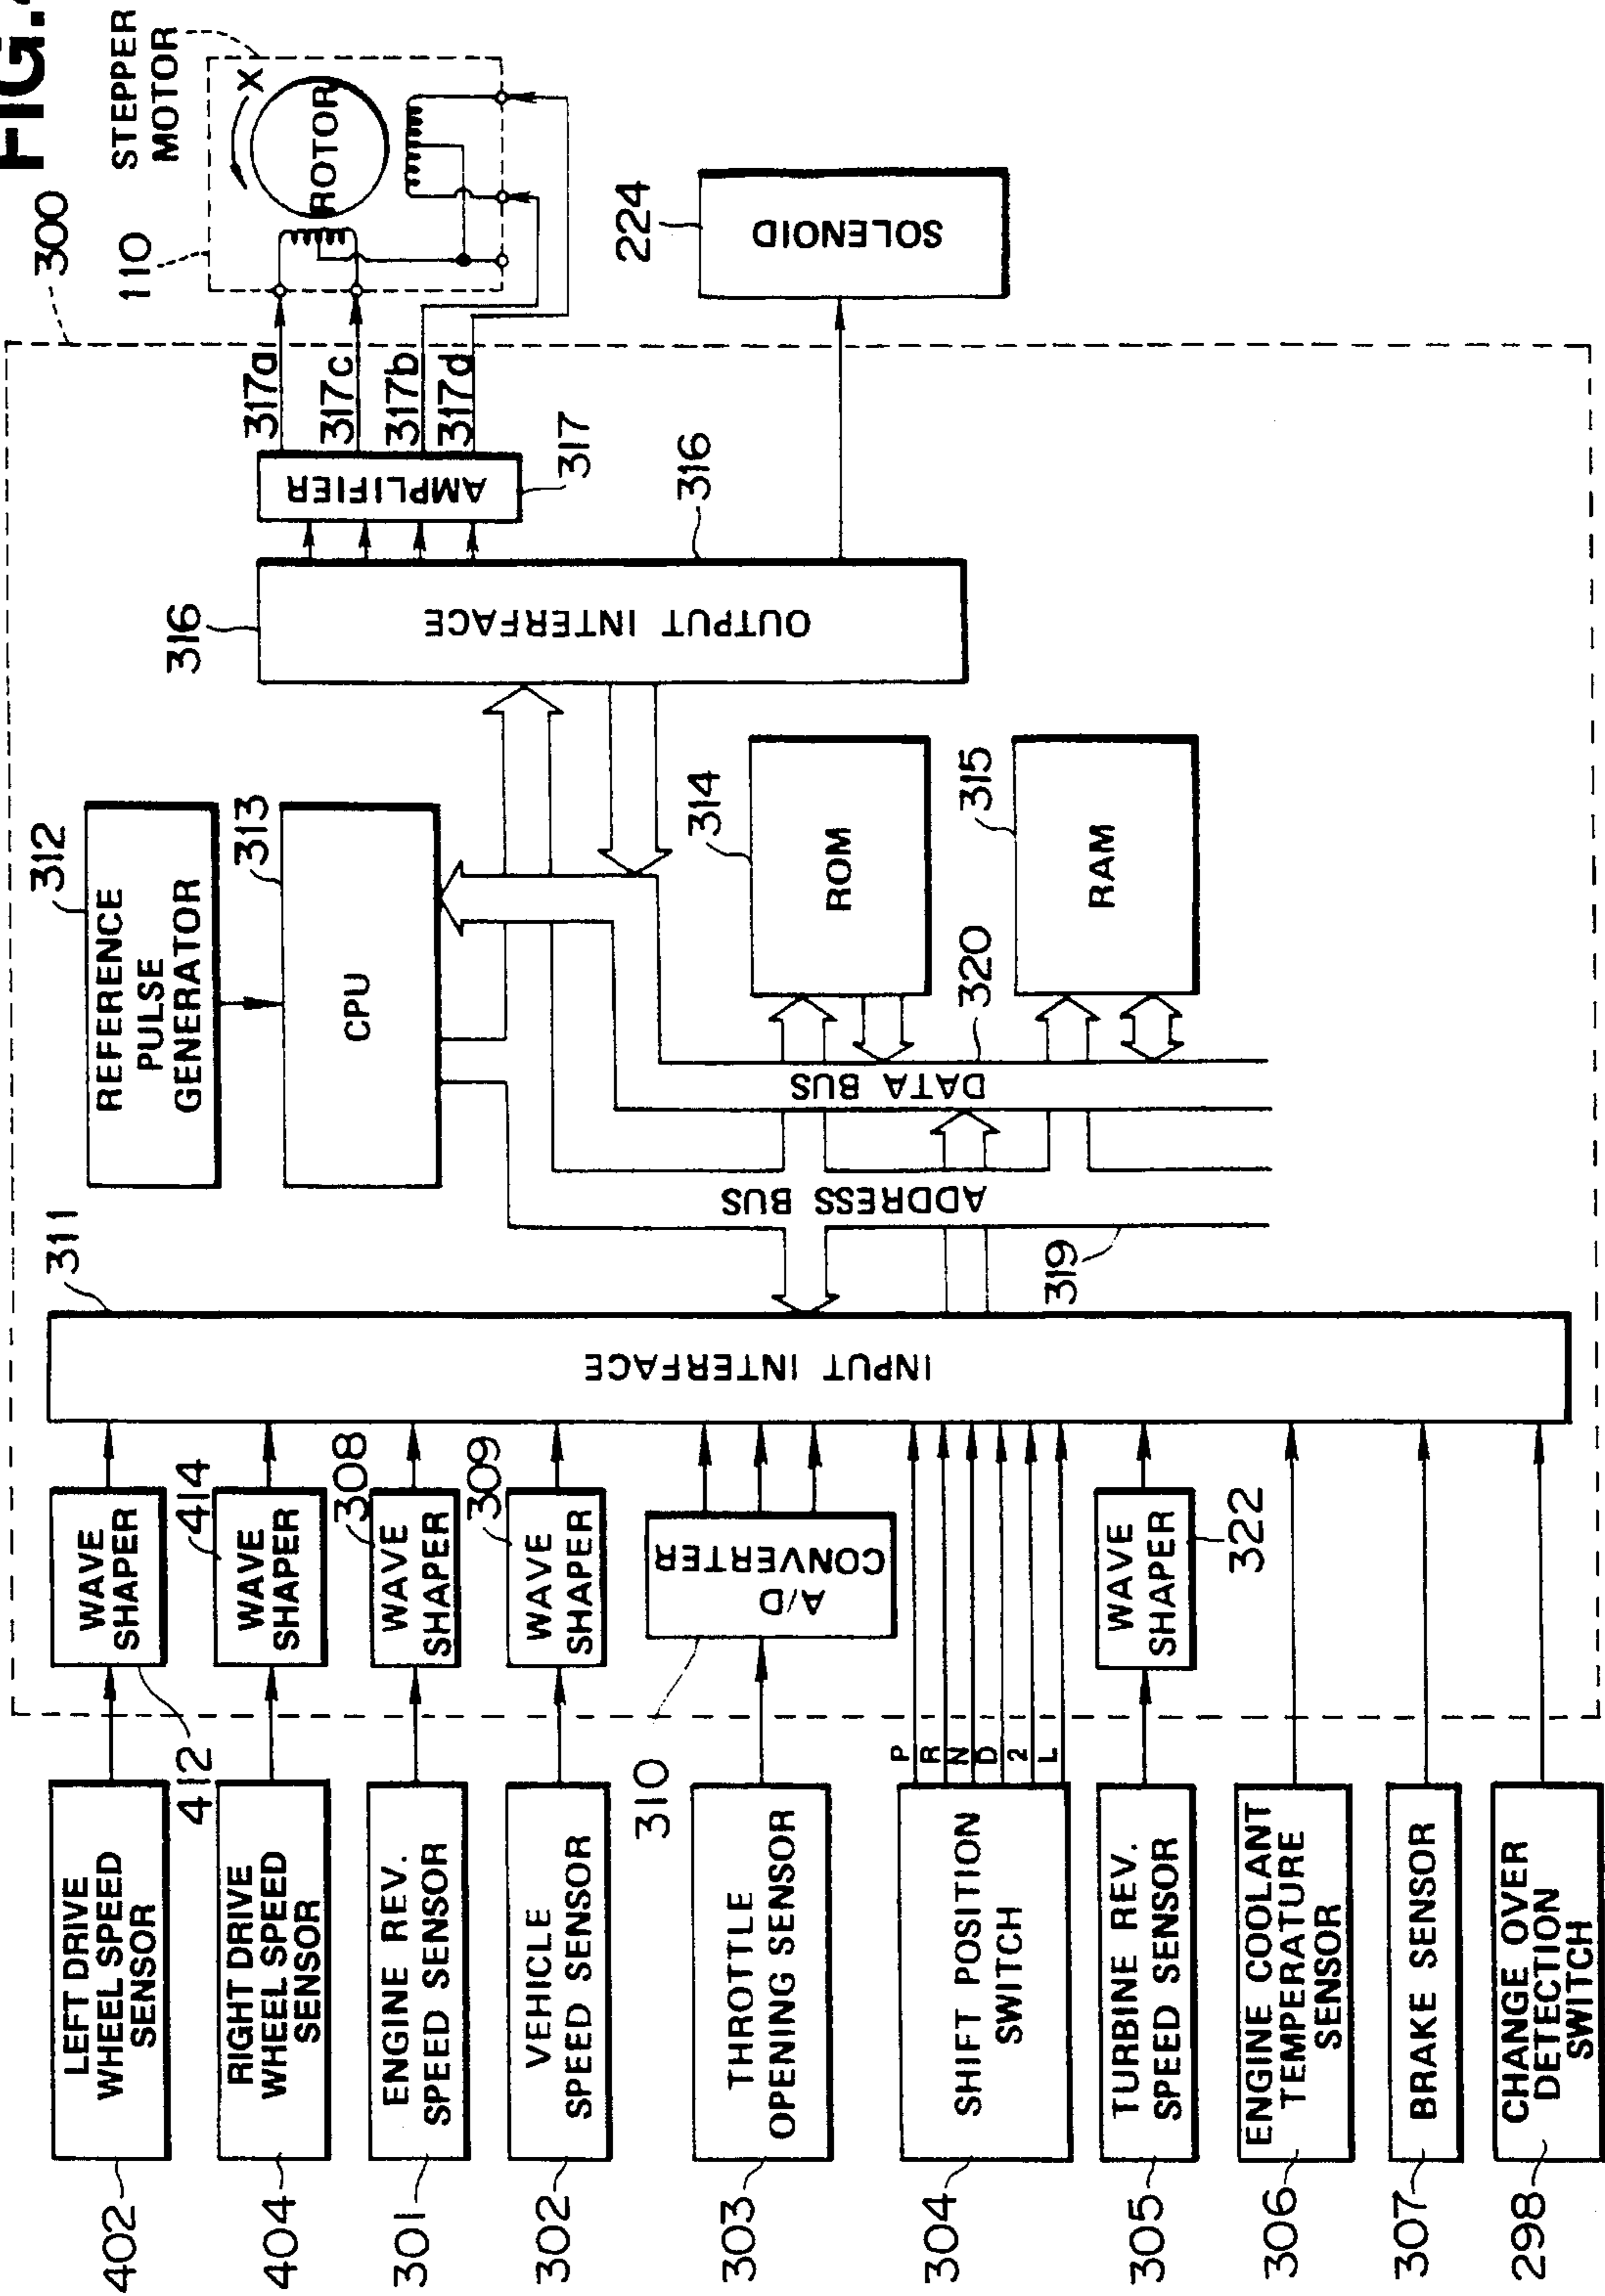 FIG.
300
STEPPER
MOTOR
110
X
ROTOR
224
SOLENOID
317a
317c
317b
317d
AMPLIFIER
317
316
316
OUTPUT INTERFACE
312
REFERENCE
PULSE
GENERATOR
313
CPU
314
ROM
315
RAM
320
DATA BUS
ADDRESS BUS
319
311
INPUT INTERFACE
WAVE
SHAPER
412
414
WAVE
SHAPER
308
WAVE
SHAPER
309
WAVE
SHAPER
A/D
CONVERTER
310
WAVE
SHAPER
322
P
R
N
D
2
L
LEFT DRIVE
WHEEL SPEED
SENSOR
402
RIGHT DRIVE
WHEEL SPEED
SENSOR
404
ENGINE REV.
SPEED SENSOR
301
VEHICLE
SPEED SENSOR
302
THROTTLE
OPENING SENSOR
303
SHIFT POSITION
SWITCH
304
TURBINE REV.
SPEED SENSOR
305
ENGINE COOLANT
TEMPERATURE
SENSOR
306
BRAKE SENSOR
307
CHANGE OVER
DETECTION
SWITCH
298